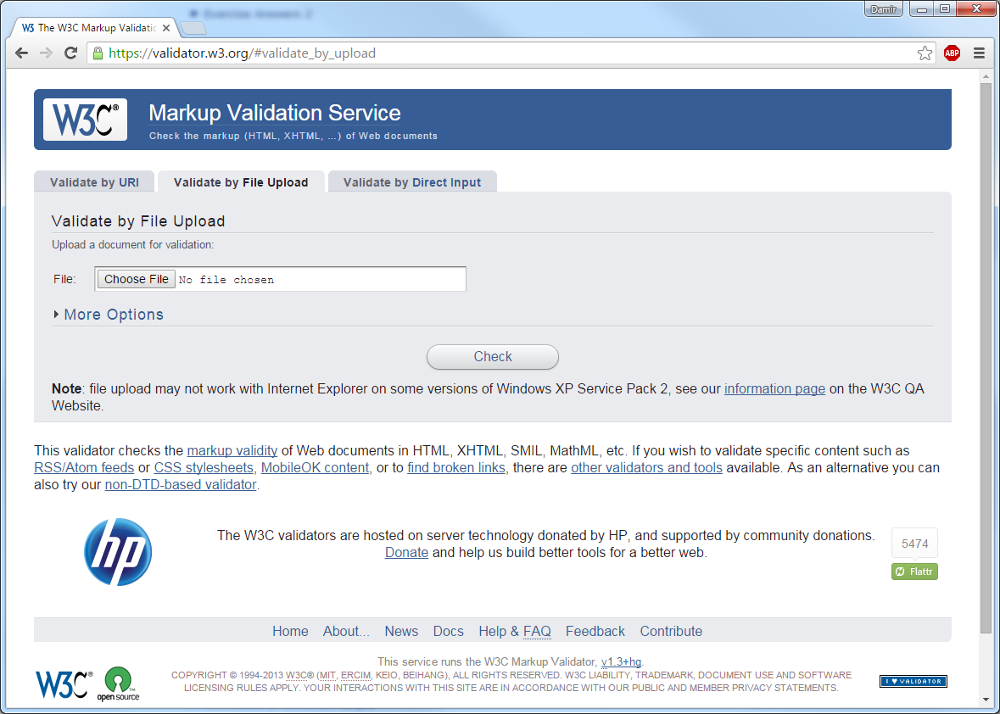 Exercise Answers 2
Damir
W3 The W3C Markup Validatic
https://validator.w3.org/#validate_by_upload
ABP
W3C®
Markup Validation Service
Check the markup (HTML, XHTML, …) of Web documents
Validate by URI
Validate by File Upload
Validate by Direct Input
Validate by File Upload
Upload a document for validation:
File: Choose File No file chosen
More Options
Check
Note: file upload may not work with Internet Explorer on some versions of Windows XP Service Pack 2, see our information page on the W3C QA
Website.
This validator checks the markup validity of Web documents in HTML, XHTML, SMIL, MathML, etc. If you wish to validate specific content such as
RSS/Atom feeds or CSS stylesheets, MobileOK content, or to find broken links, there are other validators and tools available. As an alternative you can
also try our non-DTD-based validator.
hp
The W3C validators are hosted on server technology donated by HP, and supported by community donations.
Donate and help us build better tools for a better web.
5474
Flattr
Home About... News Docs Help & FAQ Feedback Contribute
W3C®
open source
TM
This service runs the W3C Markup Validator, v1.3+hg.
COPYRIGHT © 1994-2013 W3C® (MIT, ERCIM, KEIO, BEIHANG), ALL RIGHTS RESERVED. W3C LIABILITY, TRADEMARK, DOCUMENT USE AND SOFTWARE
LICENSING RULES APPLY. YOUR INTERACTIONS WITH THIS SITE ARE IN ACCORDANCE WITH OUR PUBLIC AND MEMBER PRIVACY STATEMENTS.
I ♥ VALIDATOR